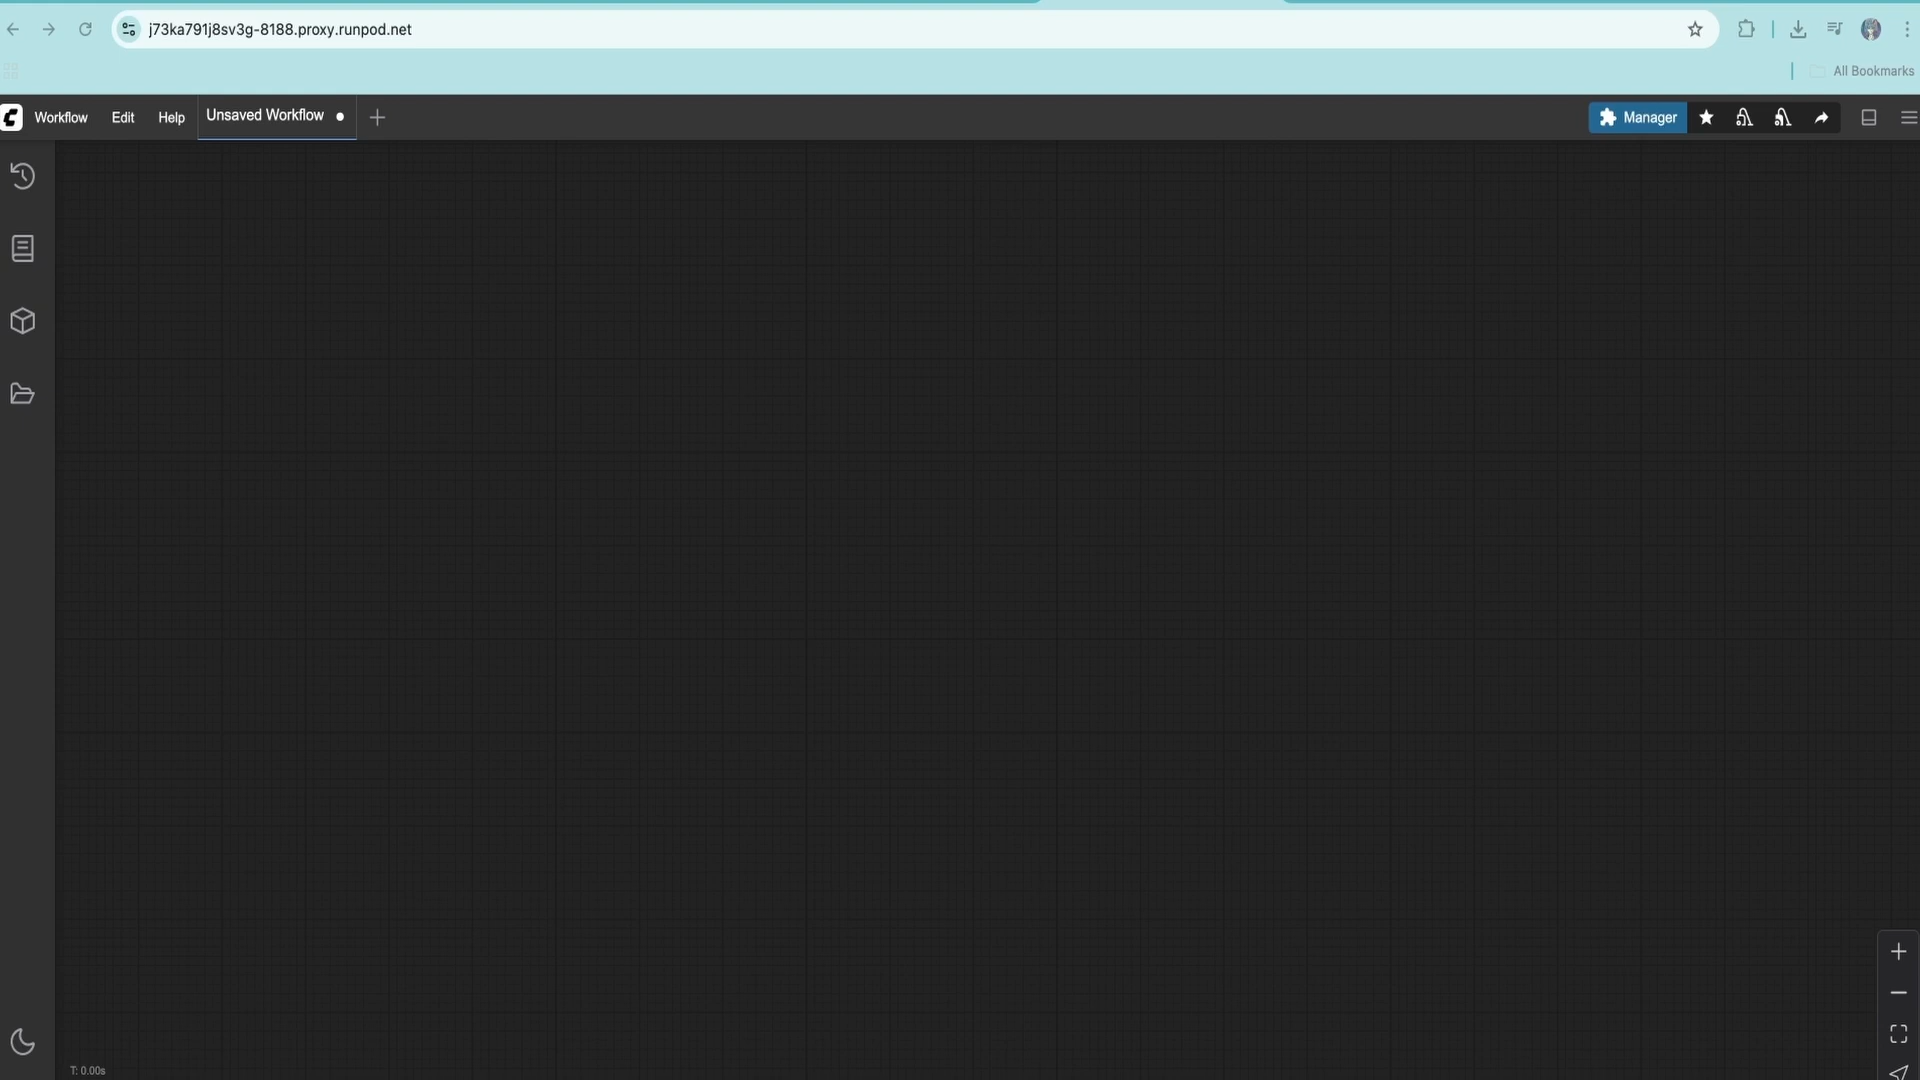 j73ka791j8sv3g-8188.proxy.runpod.net
All Bookmarks
Workflow Edit Help Unsaved Workflow Manager
T: 0.00s